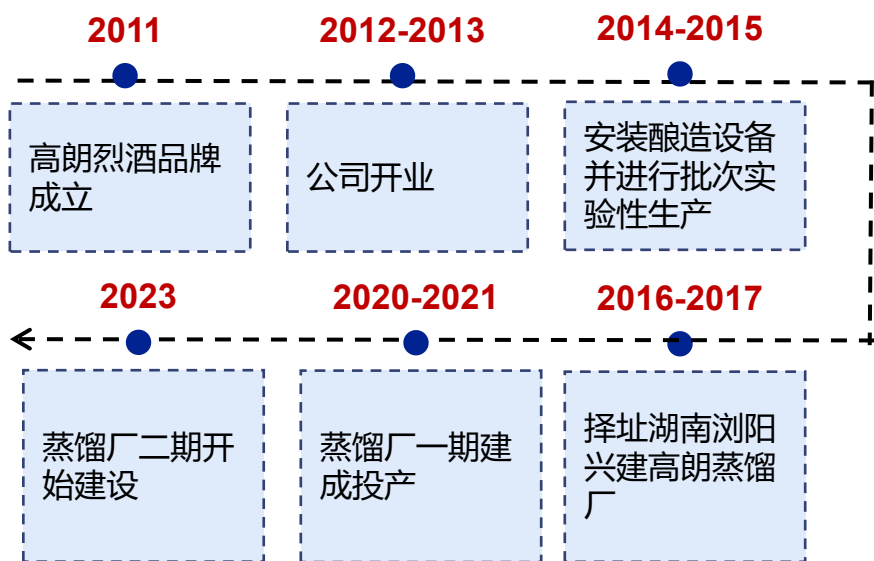 2011
高朗烈酒品牌
成立
2012-2013
公司开业
2014-2015
安装酿造设备
并进行批次实
验性生产
2016-2017
择址湖南浏阳
兴建高朗蒸馏
厂
2020-2021
蒸馏厂一期建
成投产
2023
蒸馏厂二期开
始建设